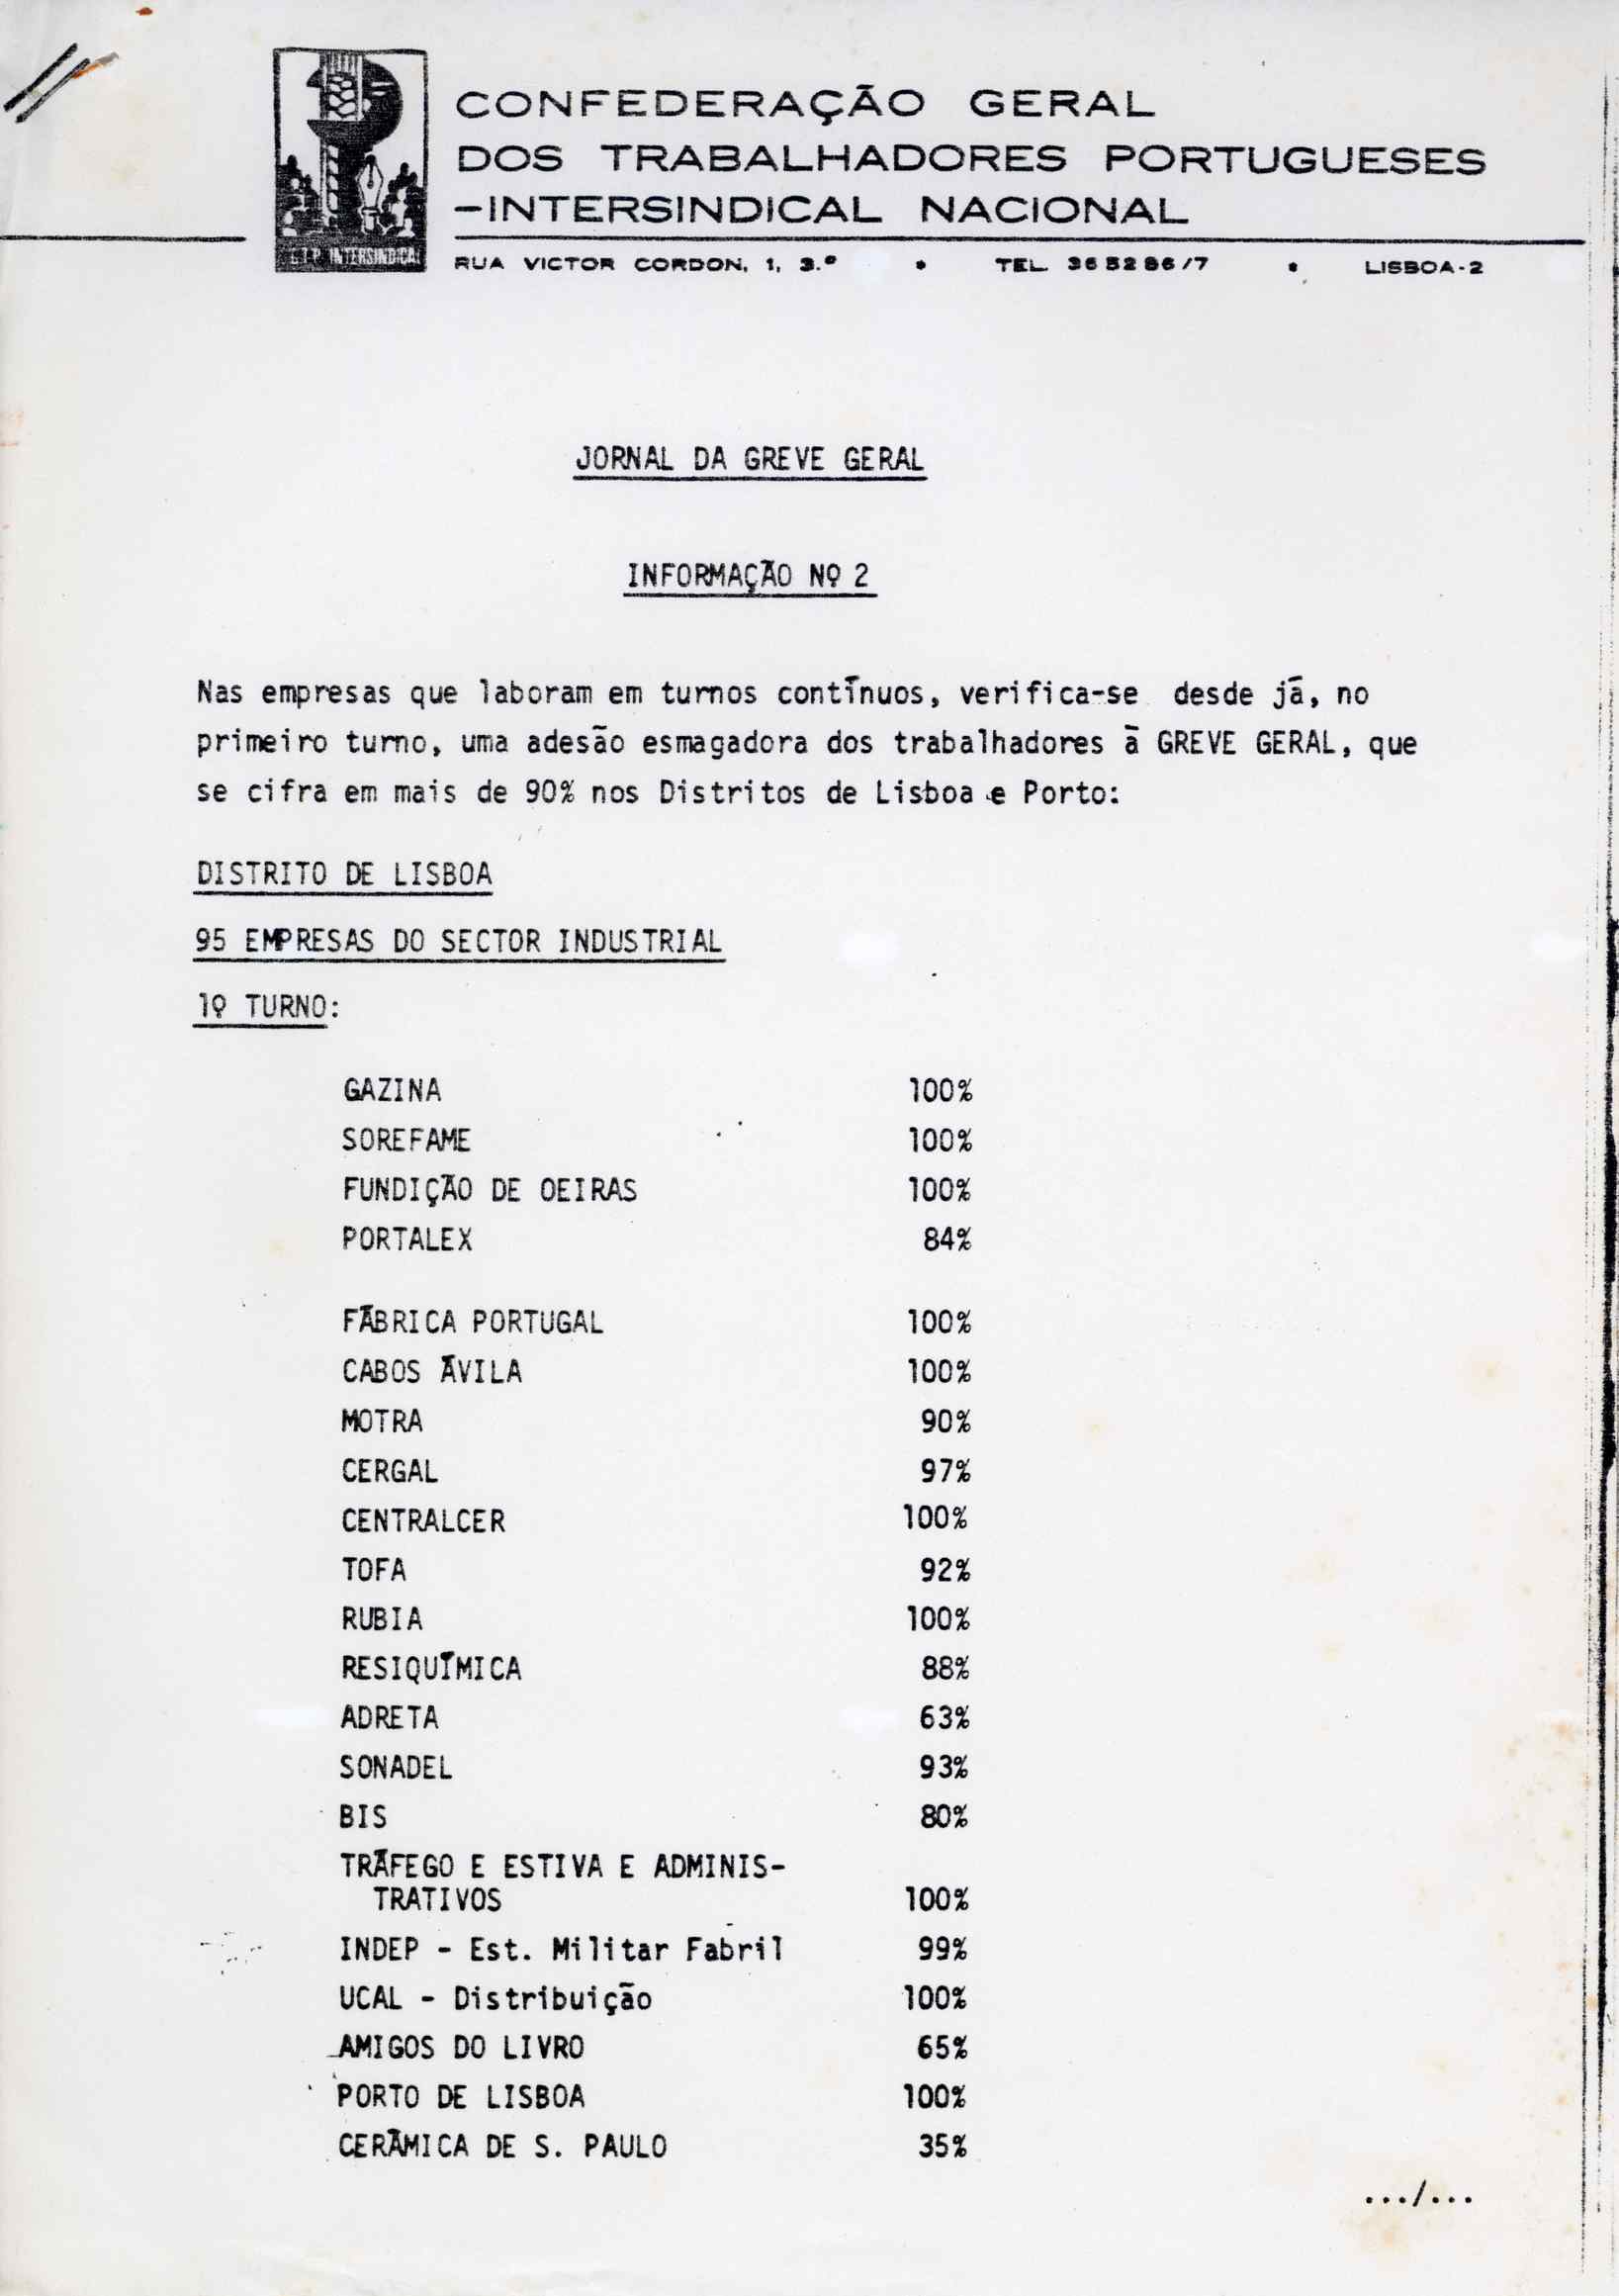 CONFEDERAÇÃO GERAL
DOS TRABALHADORES PORTUGUESES
-INTERSINDICAL NACIONAL
RUA VICTOR CORDON, 1, 3.º • TEL. 36 52 86/7 • LISBOA-2
INTERSINDICAL
JORNAL DA GREVE GERAL
INFORMAÇÃO Nº 2
Nas empresas que laboram em turnos contínuos, verifica-se desde já, no
primeiro turno, uma adesão esmagadora dos trabalhadores à GREVE GERAL, que
se cifra em mais de 90% nos Distritos de Lisboa e Porto:
DISTRITO DE LISBOA
95 EMPRESAS DO SECTOR INDUSTRIAL
1º TURNO:
GAZINA 100%
SOREFAME 100%
FUNDIÇÃO DE OEIRAS 100%
PORTALEX 84%
FÁBRICA PORTUGAL 100%
CABOS ÁVILA 100%
MOTRA 90%
CERGAL 97%
CENTRALCER 100%
TOFA 92%
RUBIA 100%
RESIQUÍMICA 88%
ADRETA 63%
SONADEL 93%
BIS 80%
TRÁFEGO E ESTIVA E ADMINIS-
TRATIVOS 100%
INDEP - Est. Militar Fabril 99%
UCAL - Distribuição 100%
AMIGOS DO LIVRO 65%
PORTO DE LISBOA 100%
CERÂMICA DE S. PAULO 35%
.../...